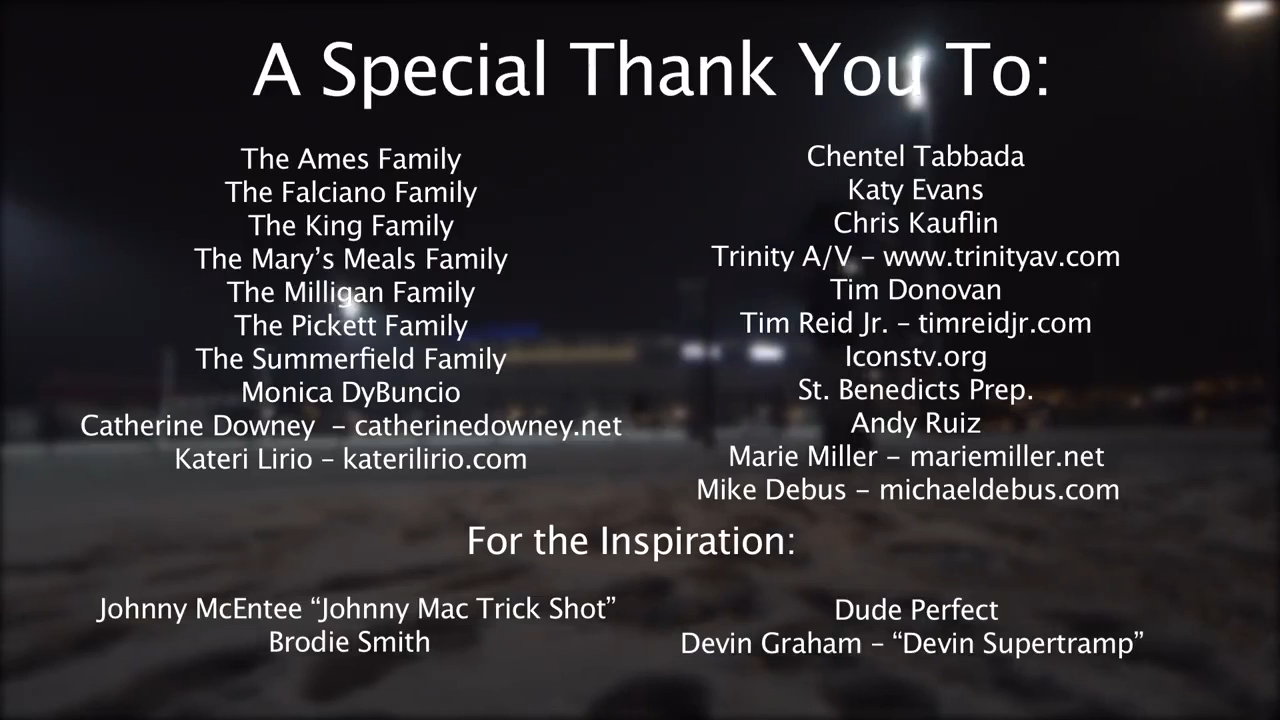 A Special Thank You To:
The Ames Family
The Falciano Family
The King Family
The Mary’s Meals Family
The Milligan Family
The Pickett Family
The Summerfield Family
Monica DyBuncio
Catherine Downey – catherinedowney.net
Kateri Lirio – katerilirio.com
Chentel Tabbada
Katy Evans
Chris Kauflin
Trinity A/V – www.trinityav.com
Tim Donovan
Tim Reid Jr. – timreidjr.com
Iconstv.org
St. Benedicts Prep.
Andy Ruiz
Marie Miller – mariemiller.net
Mike Debus – michaeldebus.com
For the Inspiration:
Johnny McEntee “Johnny Mac Trick Shot”
Brodie Smith
Dude Perfect
Devin Graham – “Devin Supertramp”